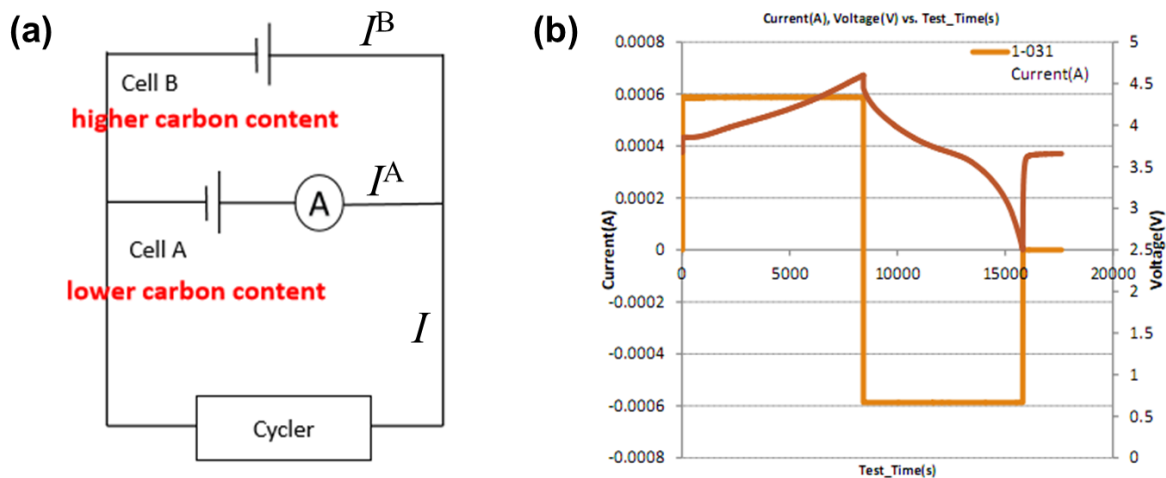 (a)
I^B
Cell B
higher carbon content
I^A
A
Cell A
lower carbon content
I
Cycler
(b)
Current(A), Voltage(V) vs. Test_Time(s)
1-031
Current(A)
0.0008
0.0006
0.0004
0.0002
0
-0.0002
-0.0004
-0.0006
-0.0008
Current(A)
0
5000
10000
15000
20000
5
4.5
4
3.5
3
2.5
2
1.5
1
0.5
0
Voltage(V)
Test_Time(s)